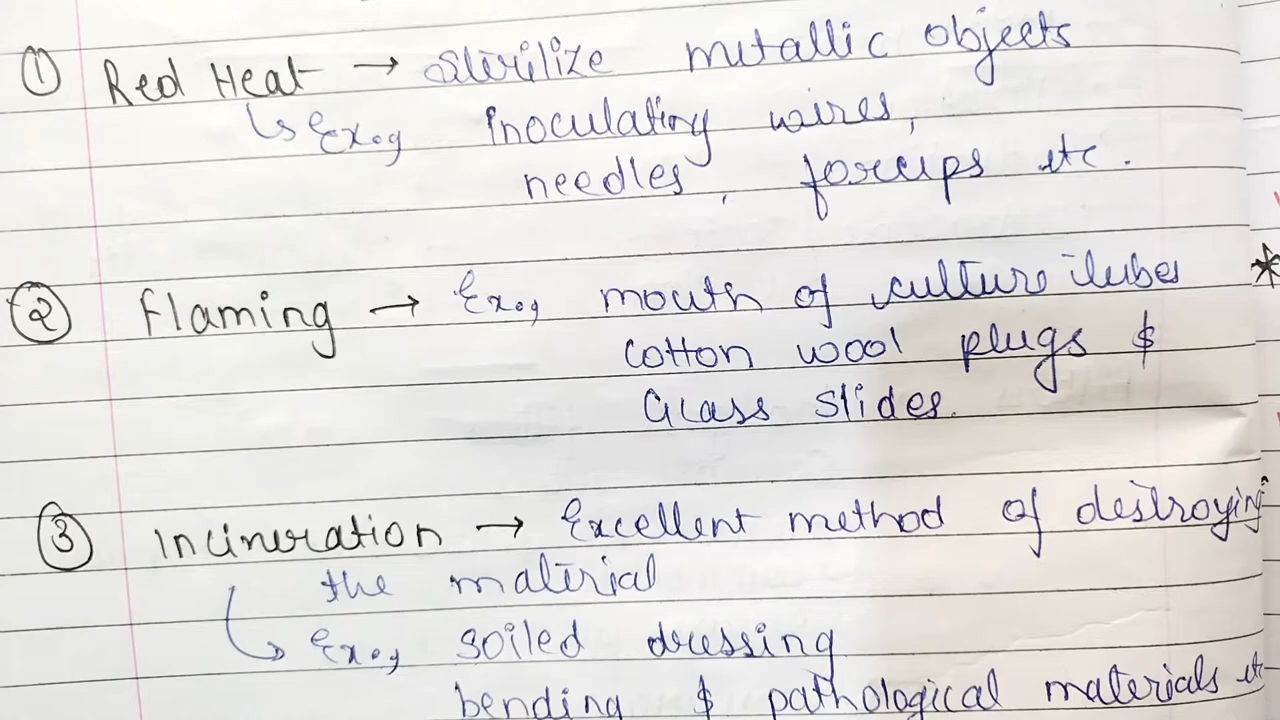 ① Red Heat → Sterilize metallic objects
↳ Ex.g Inoculating wires,
needles, forceps etc.
② Flaming → Ex.g mouth of culture tubes *
cotton wool plugs &
Glass slides.
③ Incineration → Excellent method of destroying
the material
↳ Ex.g soiled dressing
bending & pathological materials etc